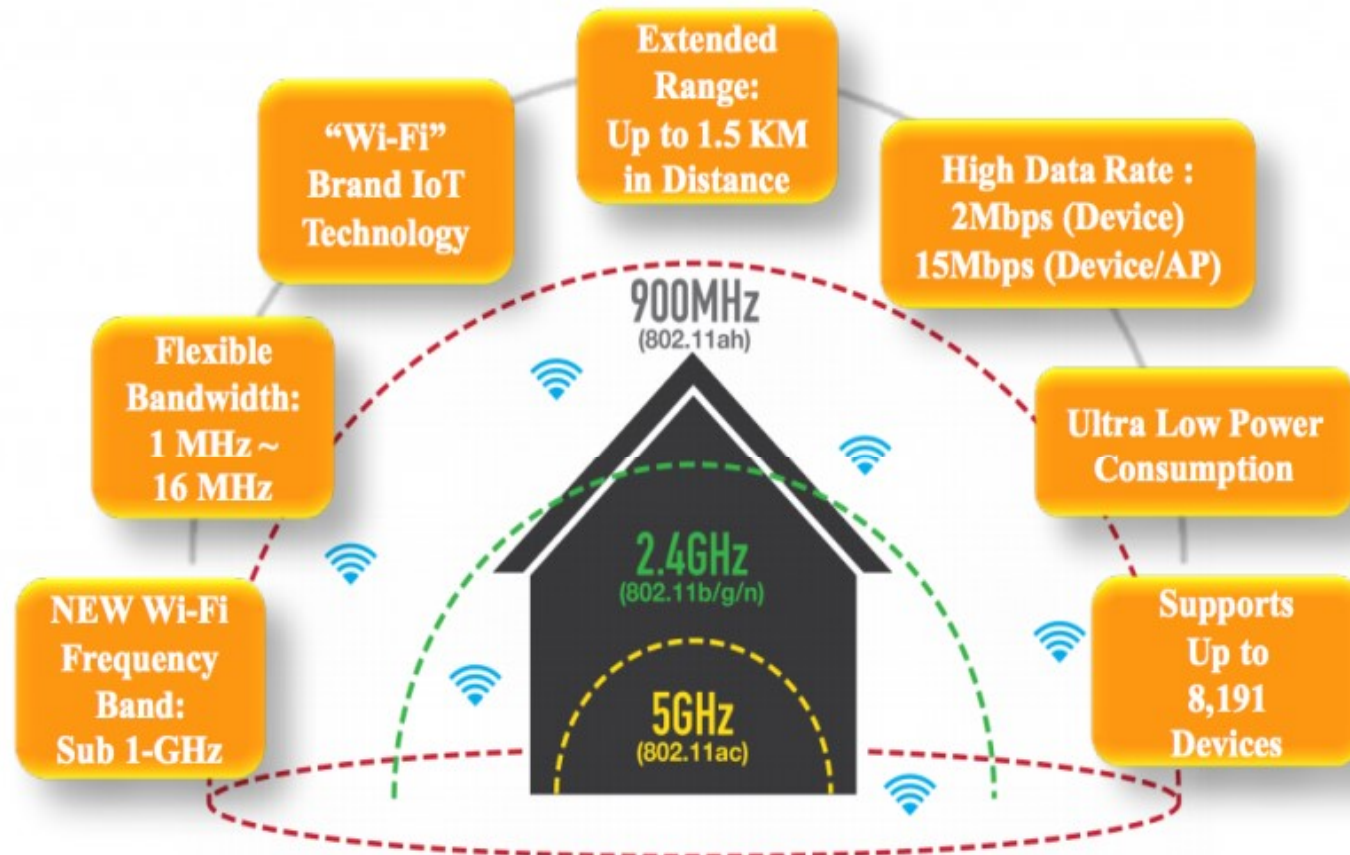 Extended
Range:
Up to 1.5 KM
in Distance
“Wi-Fi”
Brand IoT
Technology
High Data Rate :
2Mbps (Device)
15Mbps (Device/AP)
900MHz
(802.11ah)
Flexible
Bandwidth:
1 MHz ~
16 MHz
Ultra Low Power
Consumption
2.4GHz
(802.11b/g/n)
NEW Wi-Fi
Frequency
Band:
Sub 1-GHz
5GHz
(802.11ac)
Supports
Up to
8,191
Devices